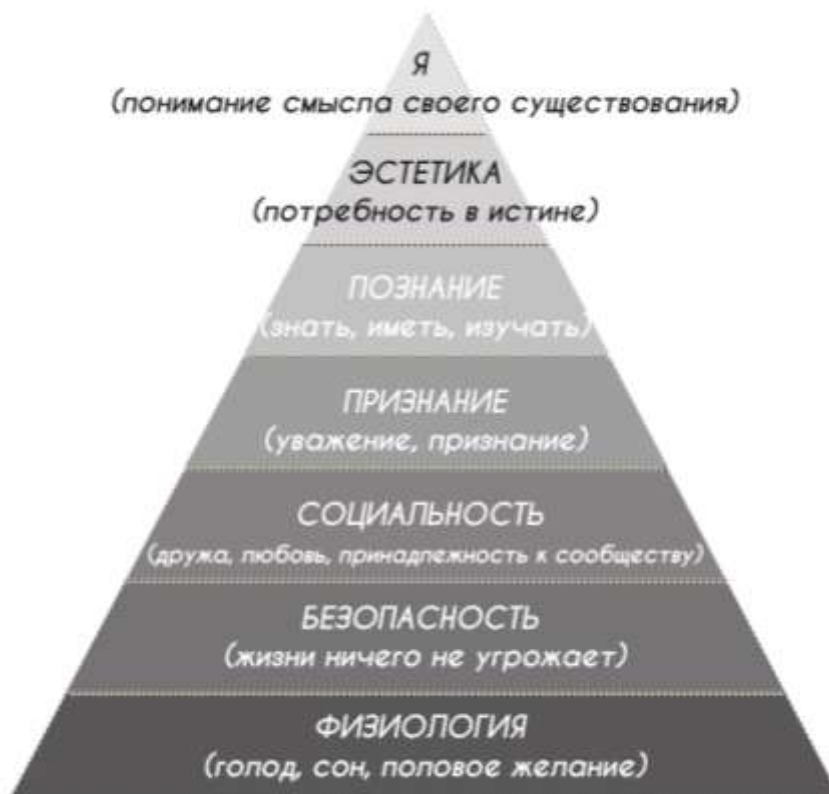 Я
(понимание смысла своего существования)
ЭСТЕТИКА
(потребность в истине)
ПОЗНАНИЕ
(знать, иметь, изучать)
ПРИЗНАНИЕ
(уважение, признание)
СОЦИАЛЬНОСТЬ
(дружа, любовь, принадлежность к сообществу)
БЕЗОПАСНОСТЬ
(жизни ничего не угрожает)
ФИЗИОЛОГИЯ
(голод, сон, половое желание)